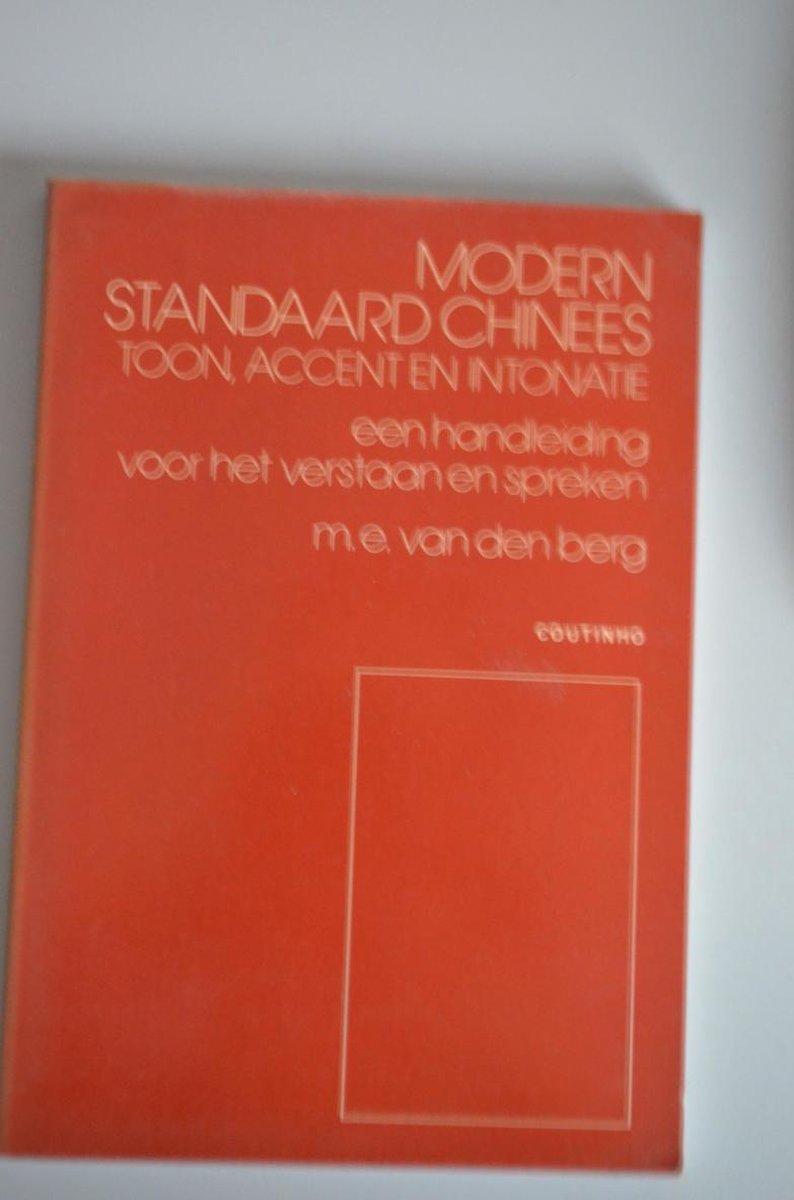 MODERN
STANDAARD CHINEES
TOON, ACCENT EN INTONATIE
een handleiding
voor het verstaan en spreken
m.e. van den berg
COUTINHO